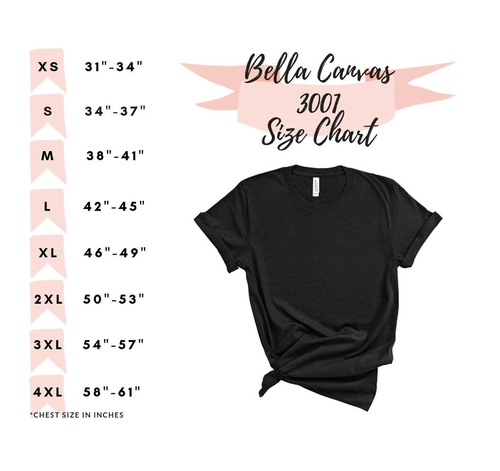 Bella Canvas
3001
Size Chart
XS 31"-34"
S 34"-37"
M 38"-41"
L 42"-45"
XL 46"-49"
2XL 50"-53"
3XL 54"-57"
4XL 58"-61"
*CHEST SIZE IN INCHES